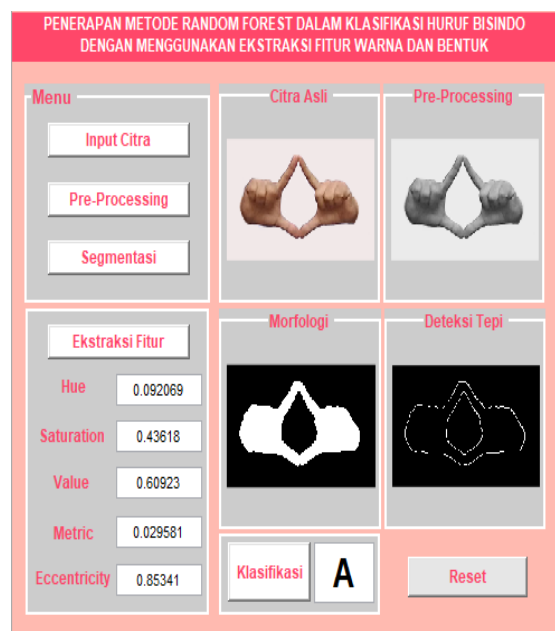 PENERAPAN METODE RANDOM FOREST DALAM KLASIFIKASI HURUF BISINDO
DENGAN MENGGUNAKAN EKSTRAKSI FITUR WARNA DAN BENTUK
Menu
Input Citra
Pre-Processing
Segmentasi
Citra Asli
Pre-Processing
Ekstraksi Fitur
Hue 0.092069
Saturation 0.43618
Value 0.60923
Metric 0.029581
Eccentricity 0.85341
Morfologi
Deteksi Tepi
Klasifikasi A
Reset